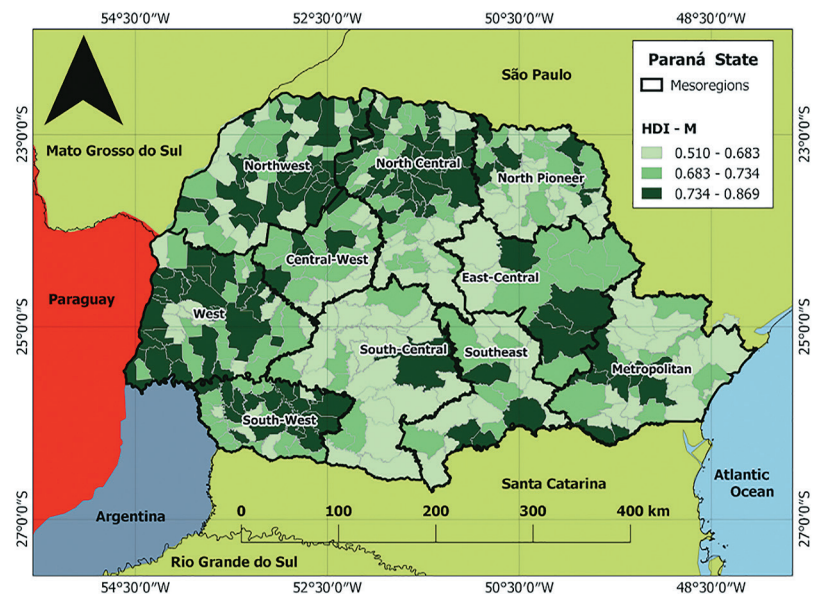 54°30'0"W 52°30'0"W 50°30'0"W 48°30'0"W
Paraná State
Mesoregions
HDI - M
0.510 - 0.683
0.683 - 0.734
0.734 - 0.869
São Paulo
23°0'0"S
23°0'0"S
Mato Grosso do Sul
Northwest
North Central
North Pioneer
Central-West
East-Central
Paraguay
West
25°0'0"S
25°0'0"S
South-Central
Southeast
Metropolitan
South-West
Santa Catarina
Atlantic
Ocean
Argentina
0 100 200 300 400 km
27°0'0"S
27°0'0"S
Rio Grande do Sul
54°30'0"W 52°30'0"W 50°30'0"W 48°30'0"W